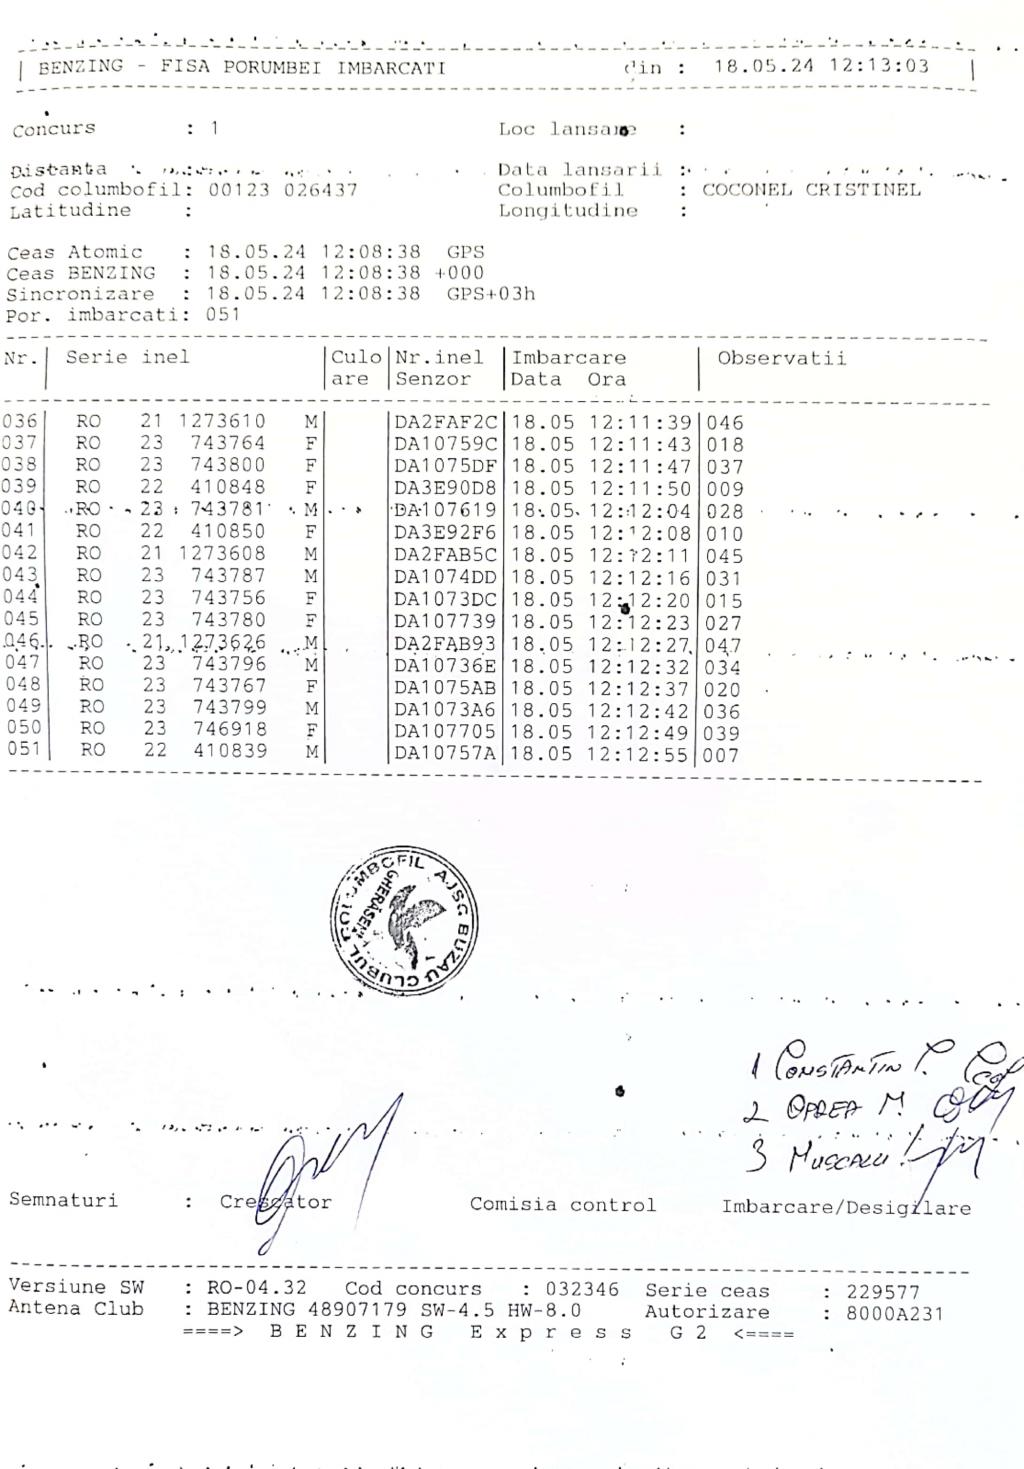 BENZING - FISA PORUMBEI IMBARCATI din : 18.05.24 12:13:03
Concurs : 1 Loc lansare :
Distanta Data lansarii :
Cod columbofil: 00123 026437 Columbofil : COCONEL CRISTINEL
Latitudine : Longitudine :
Ceas Atomic : 18.05.24 12:08:38 GPS
Ceas BENZING : 18.05.24 12:08:38 +000
Sincronizare : 18.05.24 12:08:38 GPS+03h
Por. imbarcati: 051
Nr.| Serie inel |Culo|Nr.inel |Imbarcare | Observatii
|are |Senzor |Data Ora |
036| RO 21 1273610 M| |DA2FAF2C|18.05 12:11:39|046
037| RO 23 743764 F| |DA10759C|18.05 12:11:43|018
038| RO 23 743800 F| |DA1075DF|18.05 12:11:47|037
039| RO 22 410848 F| |DA3E90D8|18.05 12:11:50|009
040| RO 23 743781 M| |DA107619|18.05 12:12:04|028
041| RO 22 410850 F| |DA3E92F6|18.05 12:12:08|010
042| RO 21 1273608 M| |DA2FAB5C|18.05 12:12:11|045
043| RO 23 743787 M| |DA1074DD|18.05 12:12:16|031
044| RO 23 743756 F| |DA1073DC|18.05 12:12:20|015
045| RO 23 743780 F| |DA107739|18.05 12:12:23|027
046| RO 21 1273626 M| |DA2FAB93|18.05 12:12:27|047
047| RO 23 743796 M| |DA10736E|18.05 12:12:32|034
048| RO 23 743767 F| |DA1075AB|18.05 12:12:37|020
049| RO 23 743799 M| |DA1073A6|18.05 12:12:42|036
050| RO 23 746918 F| |DA107705|18.05 12:12:49|039
051| RO 22 410839 M| |DA10757A|18.05 12:12:55|007
CLUBUL COLUMBOFIL AJSG BUZAU
1 CONSTANTIN P.
2 OPREA M.
3 MUSCALU
Semnaturi : Crescator Comisia control Imbarcare/Desigilare
Versiune SW : RO-04.32 Cod concurs : 032346 Serie ceas : 229577
Antena Club : BENZING 48907179 SW-4.5 HW-8.0 Autorizare : 8000A231
====> B E N Z I N G E x p r e s s G 2 <====